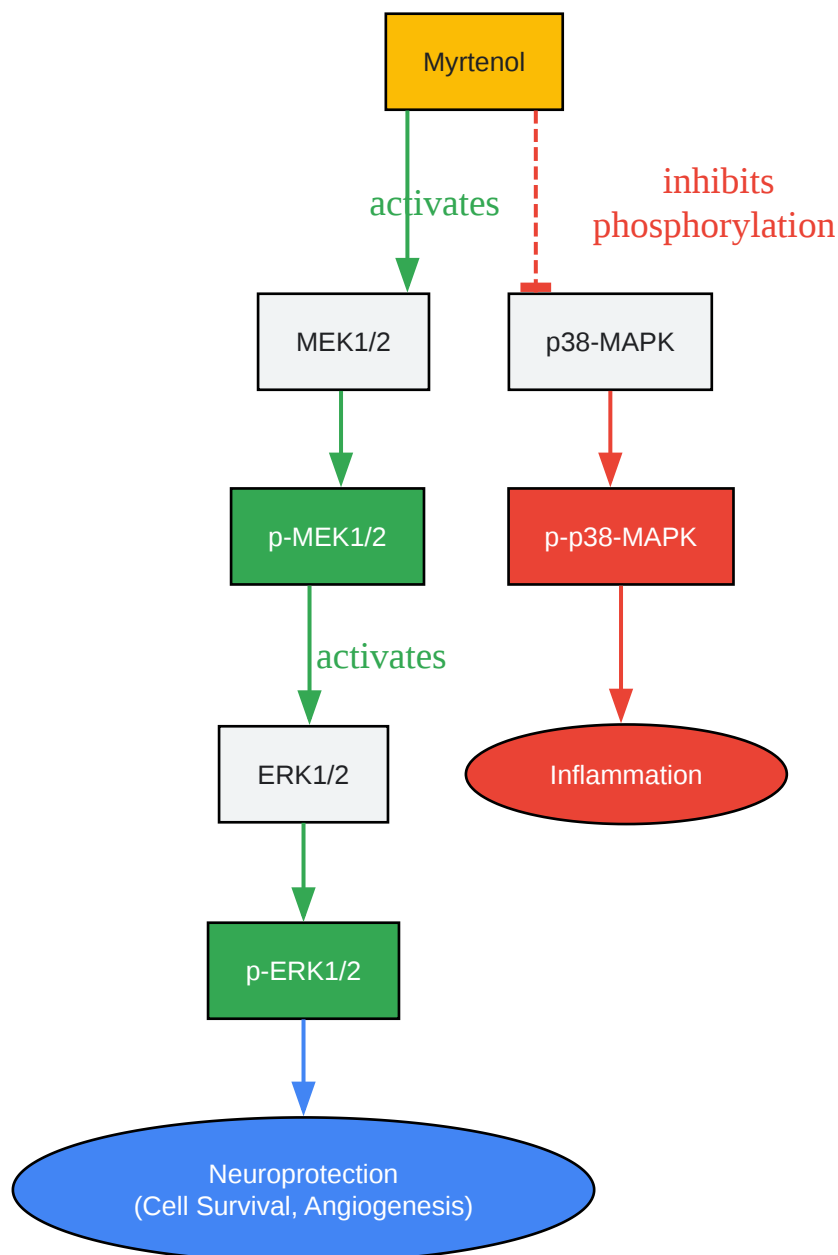 Myrtenol
activates
inhibits
phosphorylation
MEK1/2
p38-MAPK
p-MEK1/2
p-p38-MAPK
activates
ERK1/2
Inflammation
p-ERK1/2
Neuroprotection
(Cell Survival, Angiogenesis)